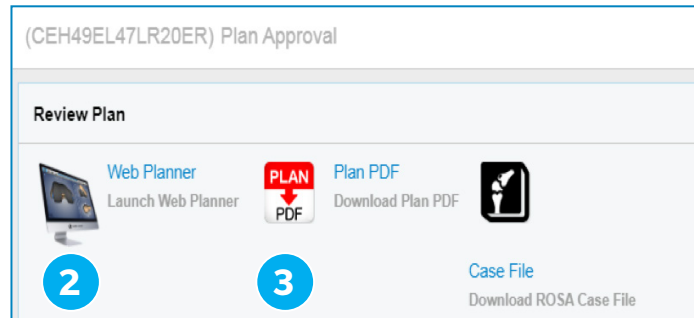 (CEH49EL47LR20ER) Plan Approval
Review Plan
Web Planner
Launch Web Planner
PLAN
PDF
Plan PDF
Download Plan PDF
2
3
Case File
Download ROSA Case File